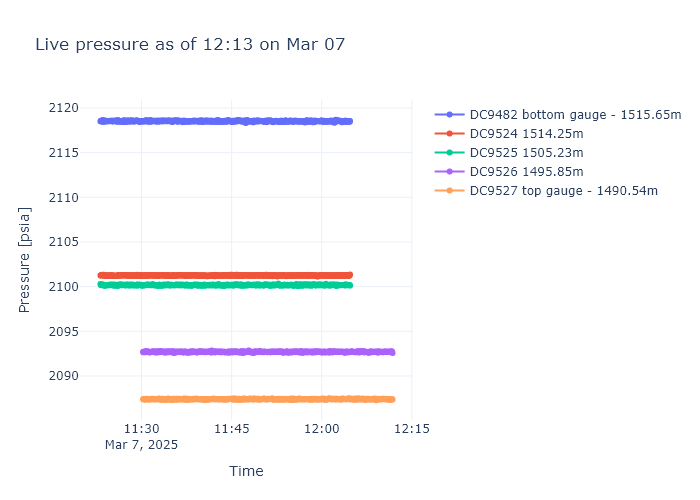 Live pressure as of 12:13 on Mar 07
DC9482 bottom gauge - 1515.65m
DC9524 1514.25m
DC9525 1505.23m
DC9526 1495.85m
DC9527 top gauge - 1490.54m
Pressure [psia]
2120
2115
2110
2105
2100
2095
2090
11:30
11:45
12:00
12:15
Mar 7, 2025
Time